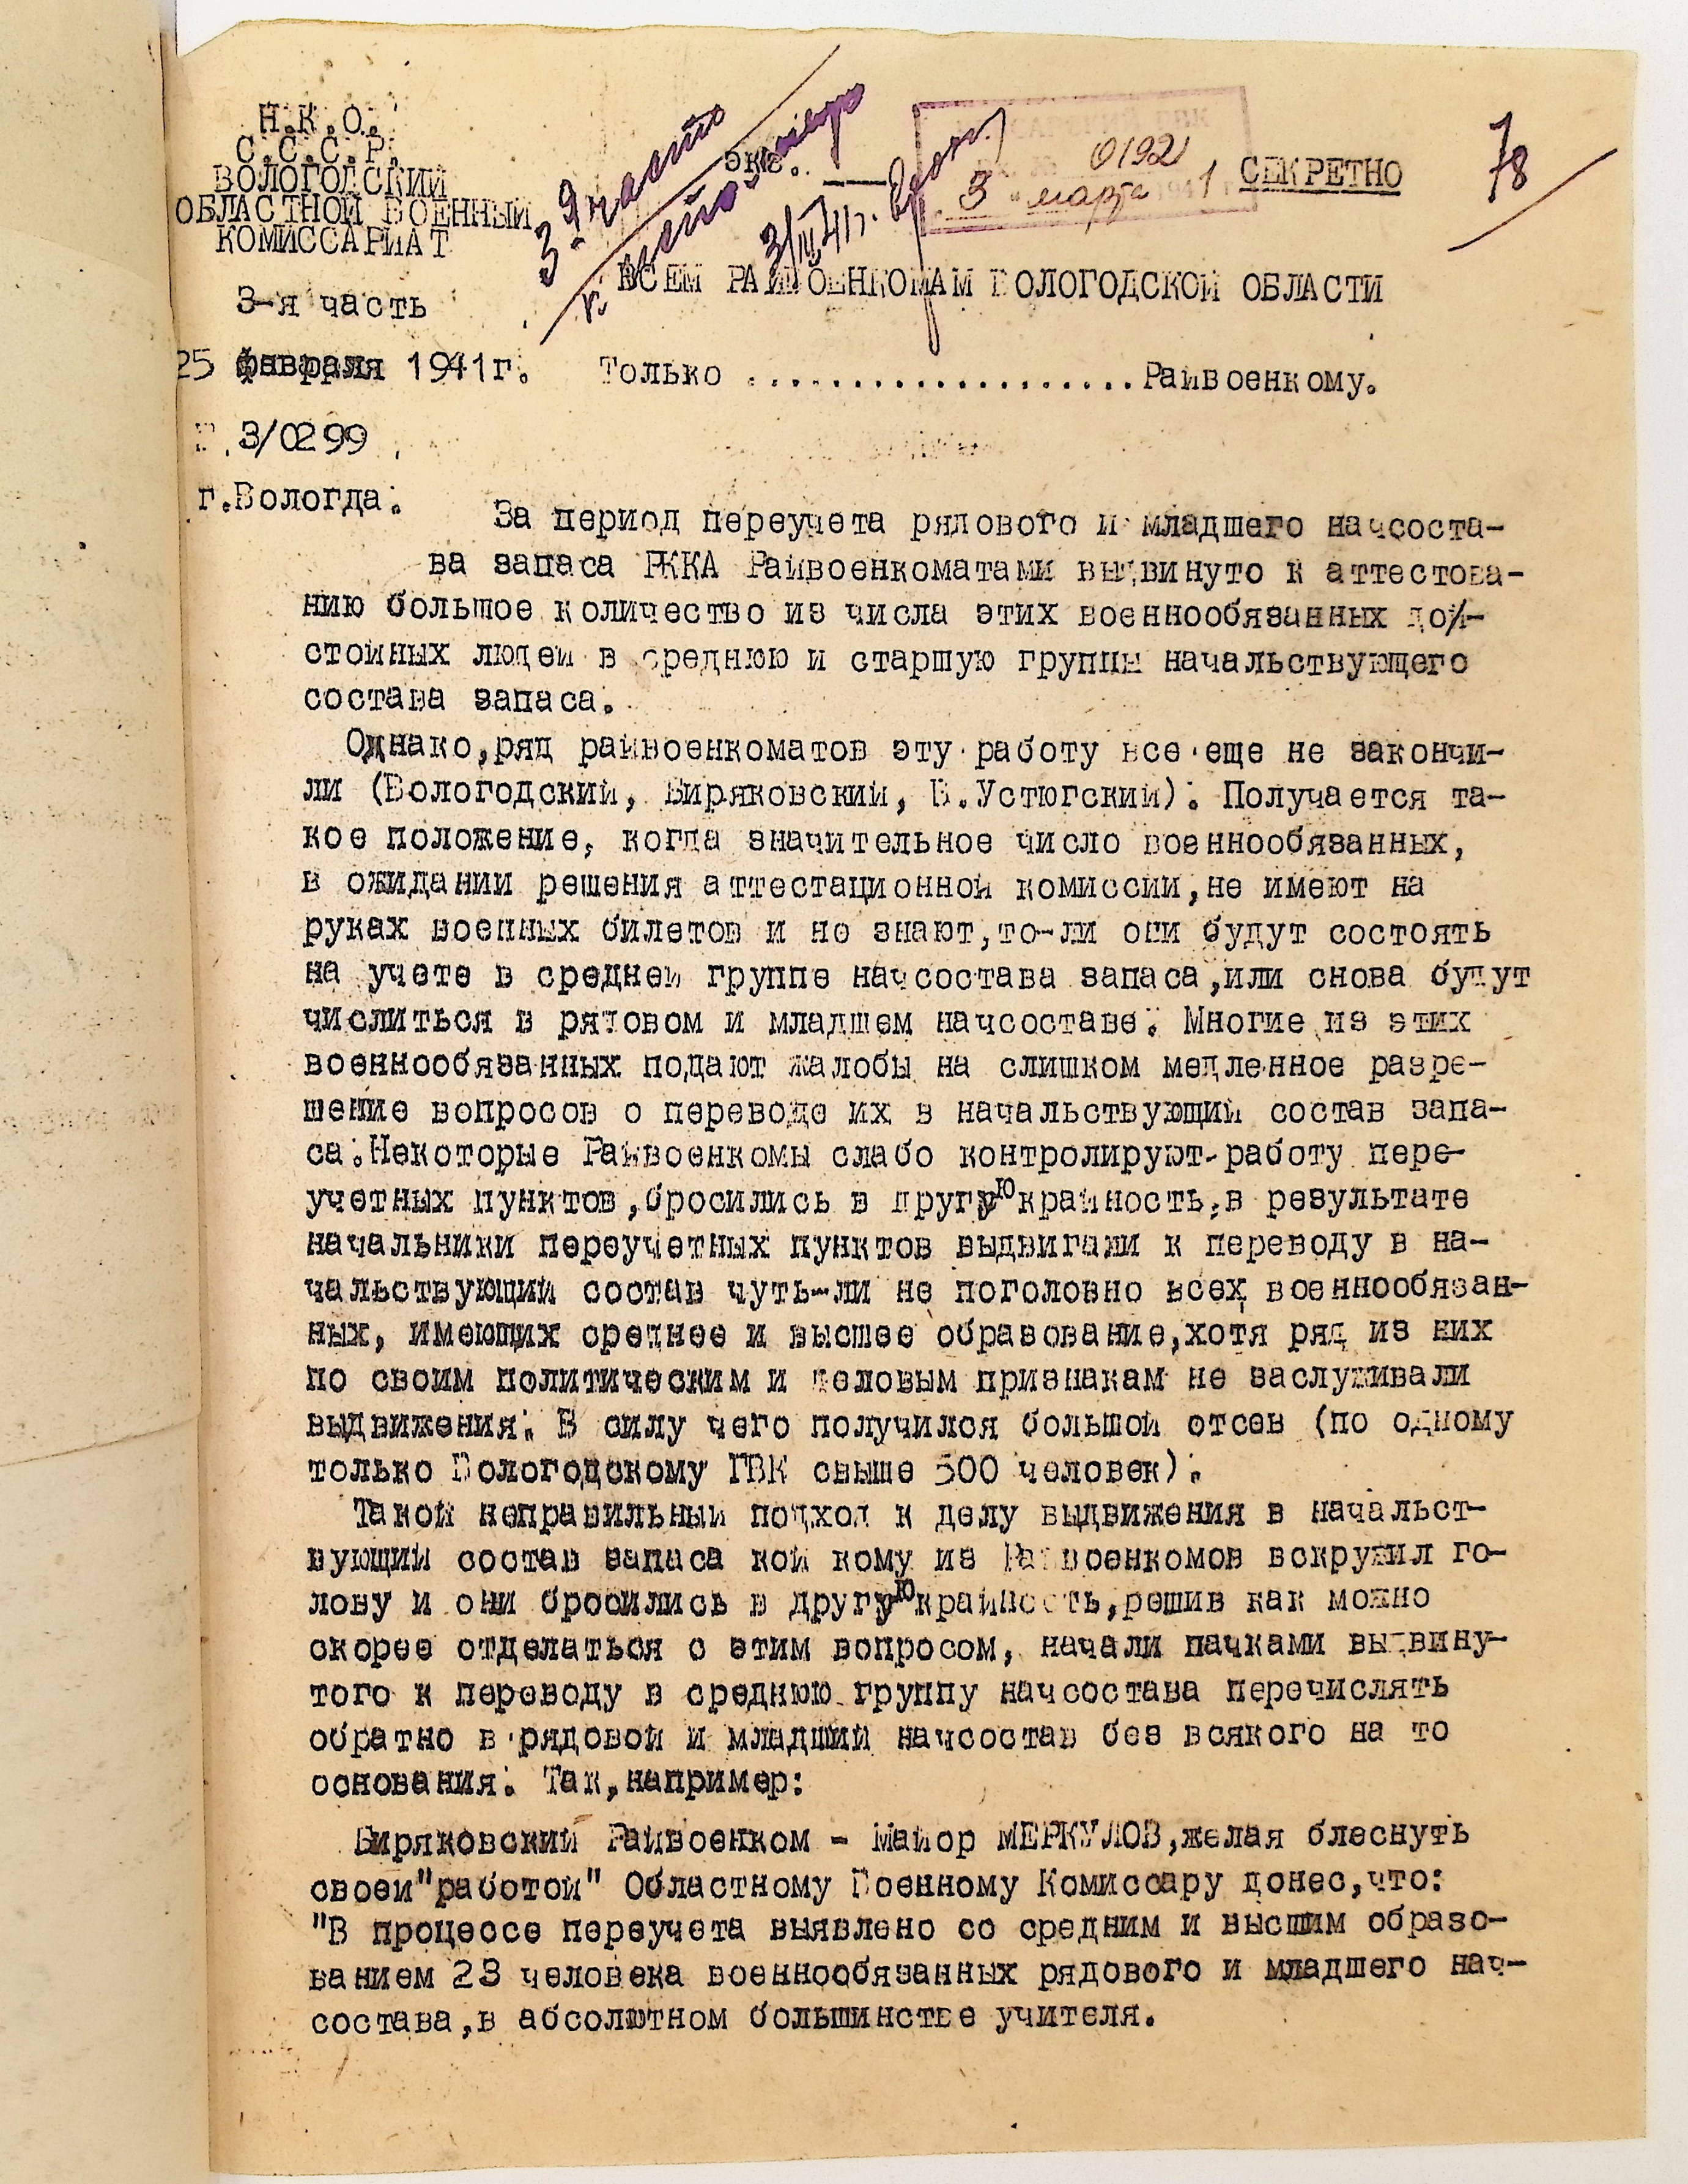 Н.К.О.
С.С.С.Р.
ВОЛОГОДСКИЙ
ОБЛАСТНОЙ ВОЕННЫЙ
КОМИССАРИАТ
3-я часть
25 февраля 1941г.
3/0299
г.Вологда.
3-я часть
экз.
3/III 41г.
0192
3 марта 1941
СЕКРЕТНО
78
ВСЕМ РАЙВОЕНКОМАМ ВОЛОГОДСКОЙ ОБЛАСТИ
Только ...................Райвоенкому.
За период переучета рядового и младшего начсоста-
ва запаса РККА Райвоенкоматами выдвинуто к аттестова-
нию большое количество из числа этих военнообязанных до-
стойных людей в среднюю и старшую группы начальствующего
состава запаса.
Однако,ряд райвоенкоматов эту работу все еще не закончи-
ли (Вологодский, Биряковский, В.Устюгский). Получается та-
кое положение, когда значительное число военнообязанных,
в ожидании решения аттестационной комиссии,не имеют на
руках военных билетов и не знают,то-ли они будут состоять
на учете в средней группе начсостава запаса,или снова будут
числиться в рядовом и младшем начсоставе. Многие из этих
военнообязанных подают жалобы на слишком медленное разре-
шение вопросов о переводе их в начальствующий состав запа-
са.Некоторые Райвоенкомы слабо контролируют работу пере-
учетных пунктов,бросились в другую крайность,в результате
начальники переучетных пунктов выдвигали к переводу в на-
чальствующий состав чуть-ли не поголовно всех военнообязан-
ных, имеющих среднее и высшее образование,хотя ряд из них
по своим политическим и деловым признакам не заслуживали
выдвижения. В силу чего получился большой отсев (по одному
только Вологодскому ГВК свыше 500 человек).
Такой неправильный подход к делу выдвижения в начальст-
вующий состав запаса кой кому из Райвоенкомов вскружил го-
лову и они бросились в другую крайность,решив как можно
скорее отделаться с этим вопросом, начали пачками выдвину-
того к переводу в среднюю группу начсостава перечислять
обратно в рядовой и младший начсостав без всякого на то
основания. Так,например:
Биряковский Райвоенком - Майор МЕРКУЛОВ,желая блеснуть
своей"работой" Областному Военному Комиссару донес,что:
"В процессе переучета выявлено со средним и высшим образо-
ванием 23 человека военнообязанных рядового и младшего нач-
состава,в абсолютном большинстве учителя.